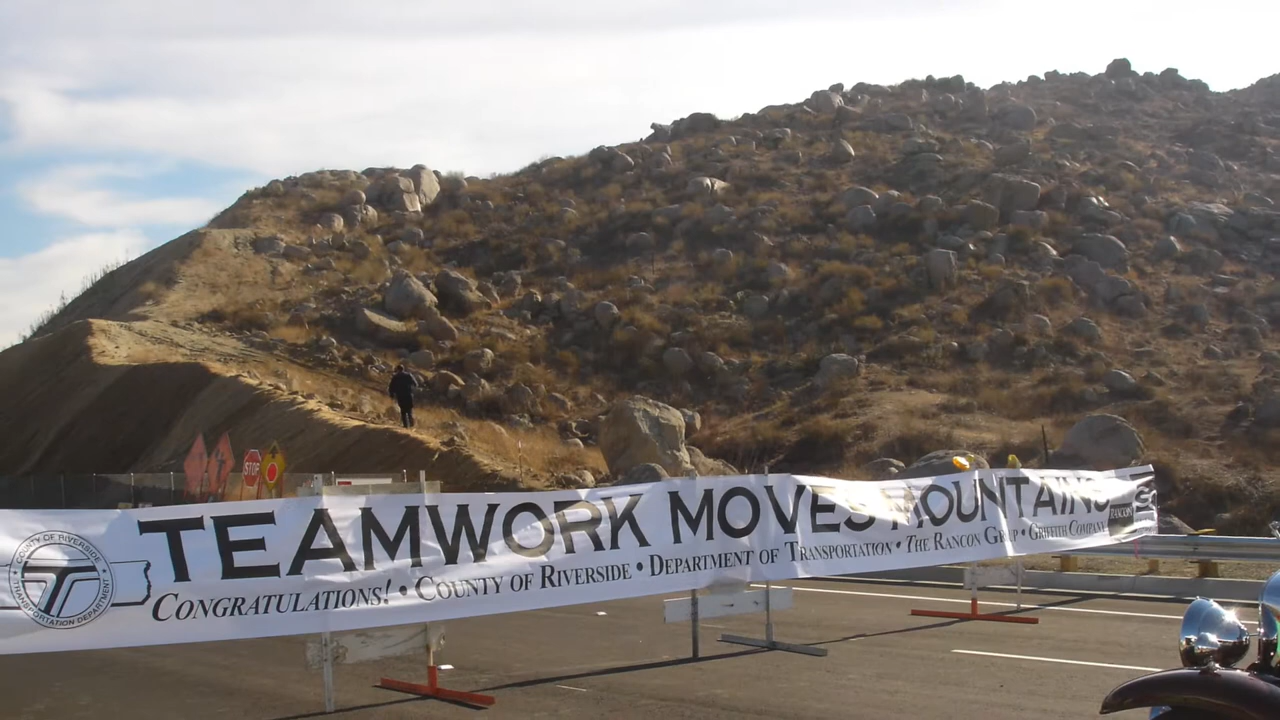 STOP
TEAMWORK MOVES MOUNTAINS
CONGRATULATIONS! • COUNTY OF RIVERSIDE • DEPARTMENT OF TRANSPORTATION • THE RANCON GROUP • GRIFFITH COMPANY
RANCON
COUNTY OF RIVERSIDE
TRANSPORTATION DEPARTMENT